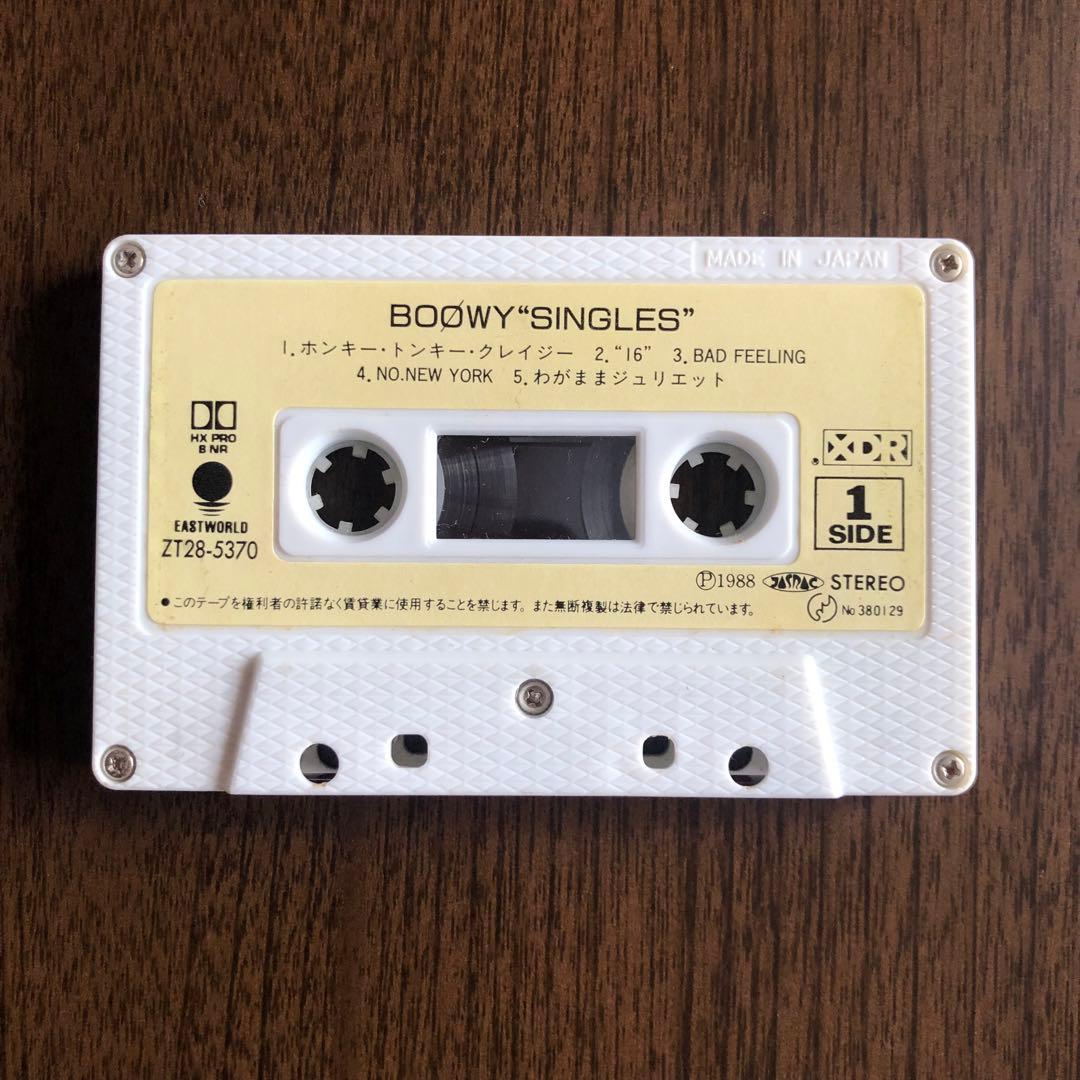 MADE IN JAPAN
BOØWY“SINGLES”
1.ホンキー・トンキー・クレイジー 2.“16” 3.BAD FEELING
4.NO.NEW YORK 5.わがままジュリエット
HX PRO
B NR
XDR
EASTWORLD
ZT28-5370
1
SIDE
Ⓟ1988 JASRAC STEREO
●このテープを権利者の許諾なく賃貸業に使用することを禁じます。また無断複製は法律で禁じられています。
No380129